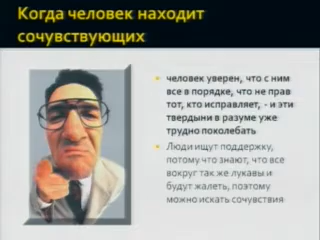 Когда человек находит
сочувствующих
человек уверен, что с ним
все в порядке, что не прав
тот, кто исправляет, - и эти
твердыни в разуме уже
трудно поколебать
Люди ищут поддержку,
потому что знают, что все
вокруг так же лукавы и
будут жалеть, поэтому
можно искать сочувствия